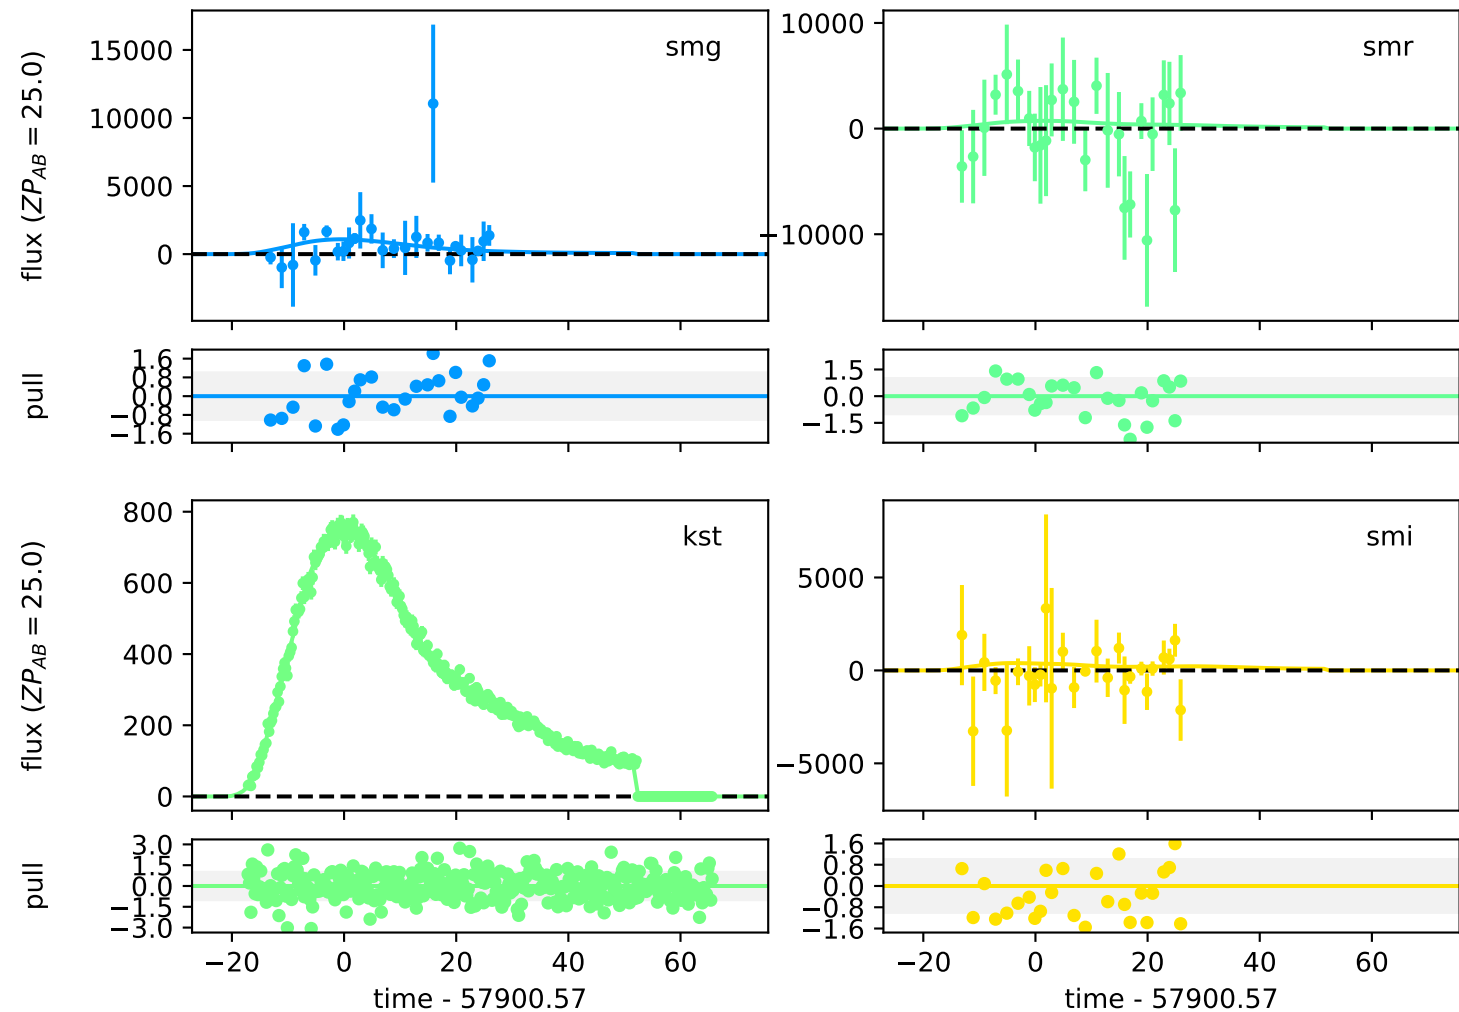 flux (ZP_AB = 25.0)
15000
10000
5000
0
smg
10000
0
−10000
smr
pull
1.6
0.8
0.0
−0.8
−1.6
1.5
0.0
−1.5
flux (ZP_AB = 25.0)
800
600
400
200
0
kst
5000
0
−5000
smi
pull
3.0
1.5
0.0
−1.5
−3.0
1.6
0.8
0.0
−0.8
−1.6
−20 0 20 40 60
−20 0 20 40 60
time - 57900.57
time - 57900.57